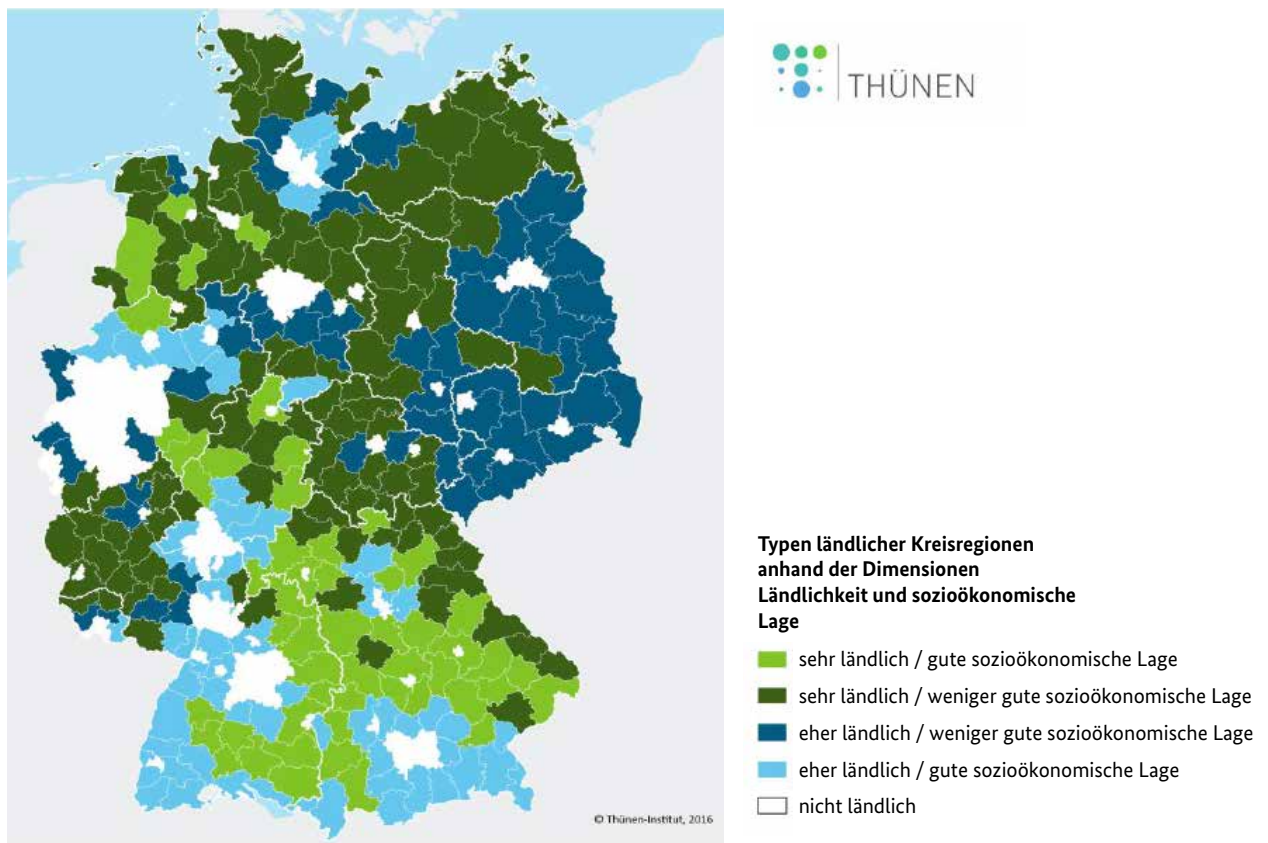 THÜNEN
Typen ländlicher Kreisregionen
anhand der Dimensionen
Ländlichkeit und sozioökonomische
Lage
sehr ländlich / gute sozioökonomische Lage
sehr ländlich / weniger gute sozioökonomische Lage
eher ländlich / weniger gute sozioökonomische Lage
eher ländlich / gute sozioökonomische Lage
nicht ländlich
© Thünen-Institut, 2016